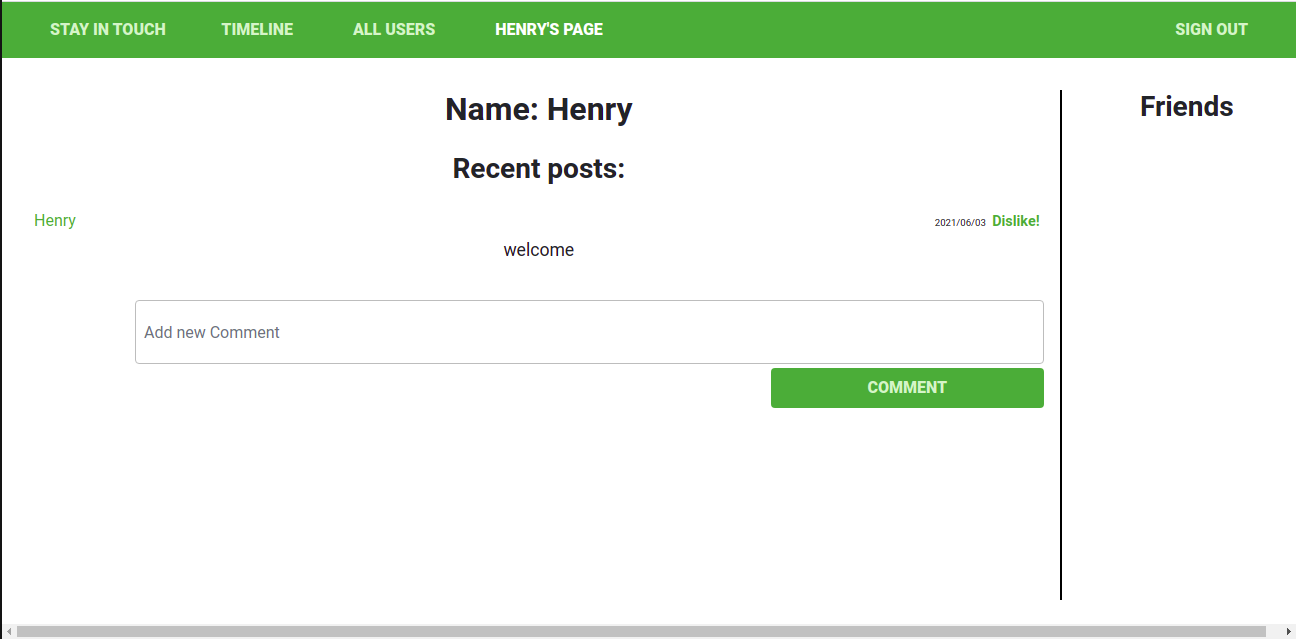 STAY IN TOUCH TIMELINE ALL USERS HENRY'S PAGE SIGN OUT
Name: Henry
Friends
Recent posts:
Henry 2021/06/03 Dislike!
welcome
Add new Comment
COMMENT